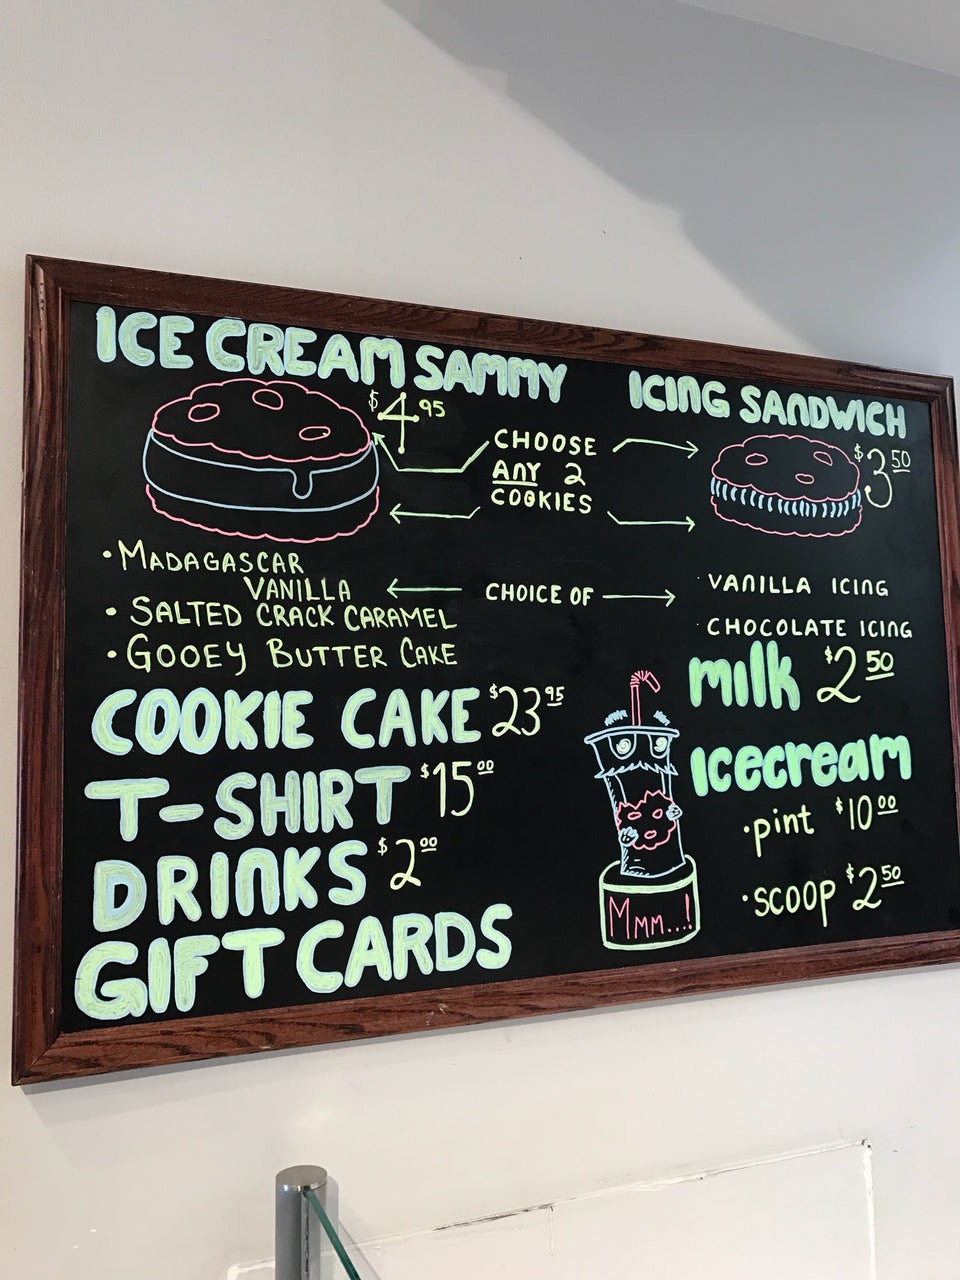 ICE CREAM SAMMY
$4.95
ICING SANDWICH
$3.50
CHOOSE
ANY 2
COOKIES
• MADAGASCAR
VANILLA
• SALTED CRACK CARAMEL
• GOOEY BUTTER CAKE
CHOICE OF
· VANILLA ICING
· CHOCOLATE ICING
COOKIE CAKE $23.95
T-SHIRT $15.00
DRINKS $2.00
GIFT CARDS
milk $2.50
Icecream
· pint $10.00
· scoop $2.50
Mmm...!